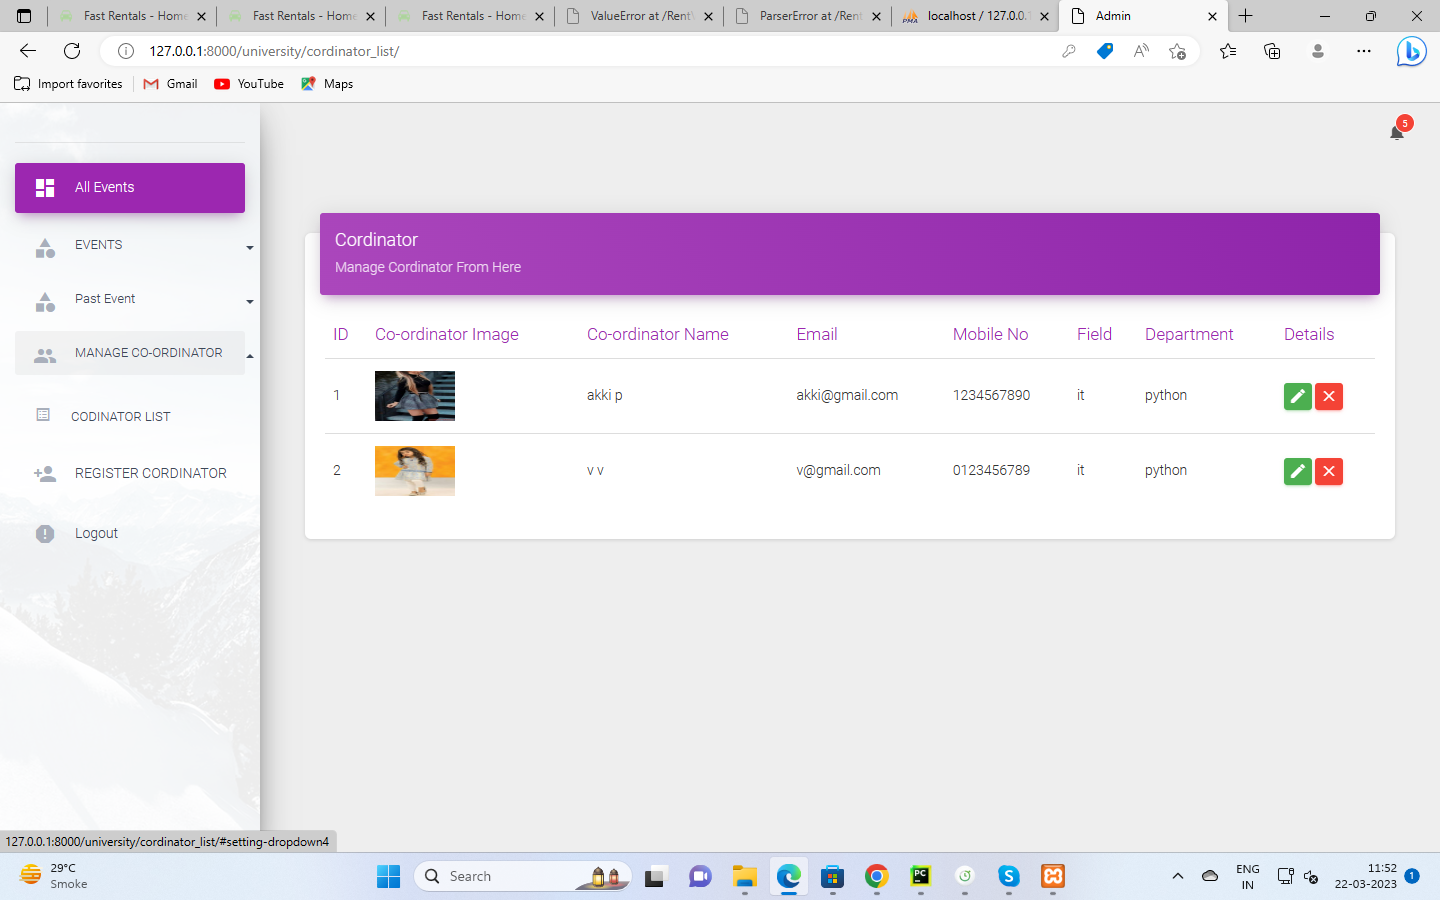 Fast Rentals - Home
Fast Rentals - Home
Fast Rentals - Home
ValueError at /Rent
ParserError at /Rent
PMA
localhost / 127.0.0.1
Admin
127.0.0.1:8000/university/cordinator_list/
Import favorites
Gmail
YouTube
Maps
5
All Events
EVENTS
Past Event
MANAGE CO-ORDINATOR
CODINATOR LIST
REGISTER CORDINATOR
Logout
Cordinator
Manage Cordinator From Here
ID Co-ordinator Image Co-ordinator Name Email Mobile No Field Department Details
1 akki p akki@gmail.com 1234567890 it python
2 v v v@gmail.com 0123456789 it python
127.0.0.1:8000/university/cordinator_list/#setting-dropdown4
29°C
Smoke
Search
PC
ENG
IN
11:52
22-03-2023
1